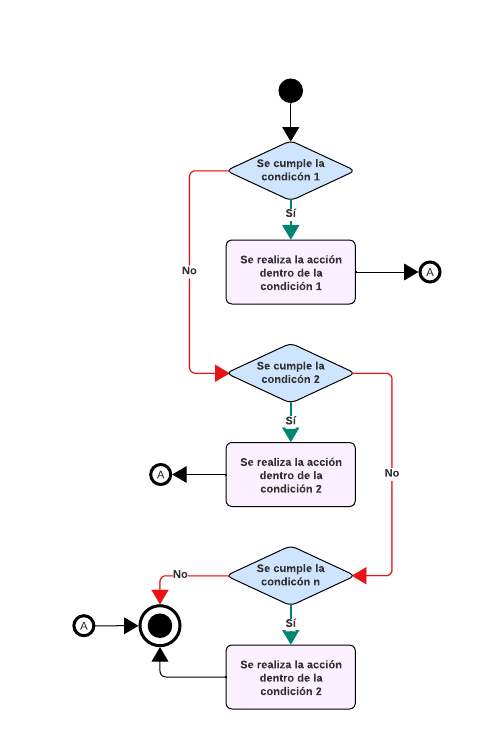 Se cumple la
condicón 1
Sí
No
Se realiza la acción
dentro de la
condición 1
A
Se cumple la
condicón 2
Sí
No
Se realiza la acción
dentro de la
condición 2
A
Se cumple la
condicón n
No
Sí
A
Se realiza la acción
dentro de la
condición 2